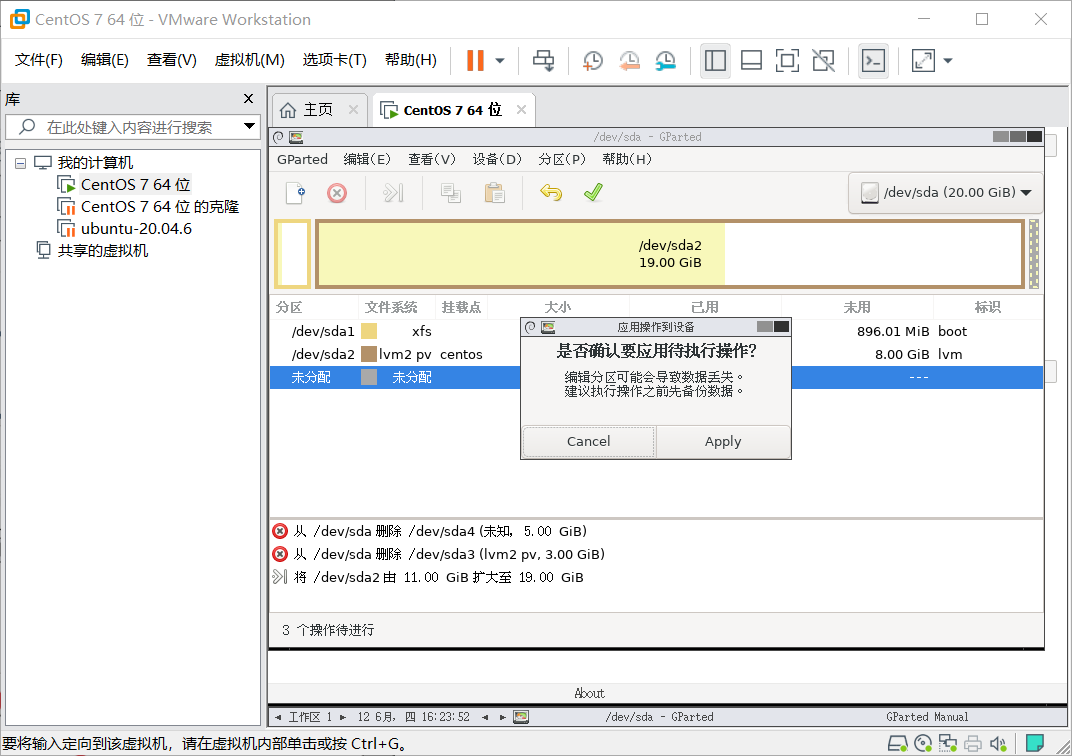 CentOS 7 64 位 - VMware Workstation
文件(F) 编辑(E) 查看(V) 虚拟机(M) 选项卡(T) 帮助(H)
库
在此处键入内容进行搜索
我的计算机
CentOS 7 64 位
CentOS 7 64 位 的克隆
ubuntu-20.04.6
共享的虚拟机
主页 CentOS 7 64 位
/dev/sda - GParted
GParted 编辑(E) 查看(V) 设备(D) 分区(P) 帮助(H)
/dev/sda (20.00 GiB)
/dev/sda2
19.00 GiB
分区 文件系统 挂载点 大小 已用 未用 标识
/dev/sda1 xfs 896.01 MiB boot
/dev/sda2 lvm2 pv centos 8.00 GiB lvm
未分配 未分配 ---
应用操作到设备
是否确认要应用待执行操作?
编辑分区可能会导致数据丢失。
建议执行操作之前先备份数据。
Cancel Apply
从 /dev/sda 删除 /dev/sda4 (未知, 5.00 GiB)
从 /dev/sda 删除 /dev/sda3 (lvm2 pv, 3.00 GiB)
将 /dev/sda2 由 11.00 GiB 扩大至 19.00 GiB
3 个操作待进行
About
工作区 1 12 6月, 四 16:23:52 /dev/sda - GParted GParted Manual
要将输入定向到该虚拟机，请在虚拟机内部单击或按 Ctrl+G。